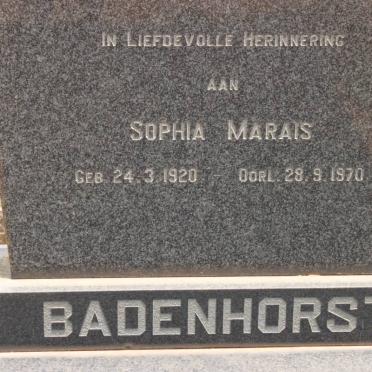 IN LIEFDEVOLLE HERINNERING
AAN
SOPHIA MARAIS
GEB. 24.3.1920 - OORL. 28.9.1970
BADENHORST